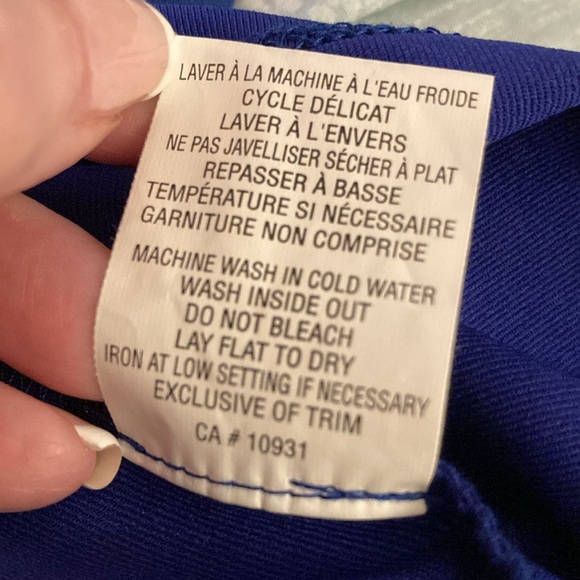 LAVER À LA MACHINE À L'EAU FROIDE
CYCLE DÉLICAT
LAVER À L'ENVERS
NE PAS JAVELLISER SÉCHER À PLAT
REPASSER À BASSE
TEMPÉRATURE SI NÉCESSAIRE
GARNITURE NON COMPRISE
MACHINE WASH IN COLD WATER
WASH INSIDE OUT
DO NOT BLEACH
LAY FLAT TO DRY
IRON AT LOW SETTING IF NECESSARY
EXCLUSIVE OF TRIM
CA # 10931